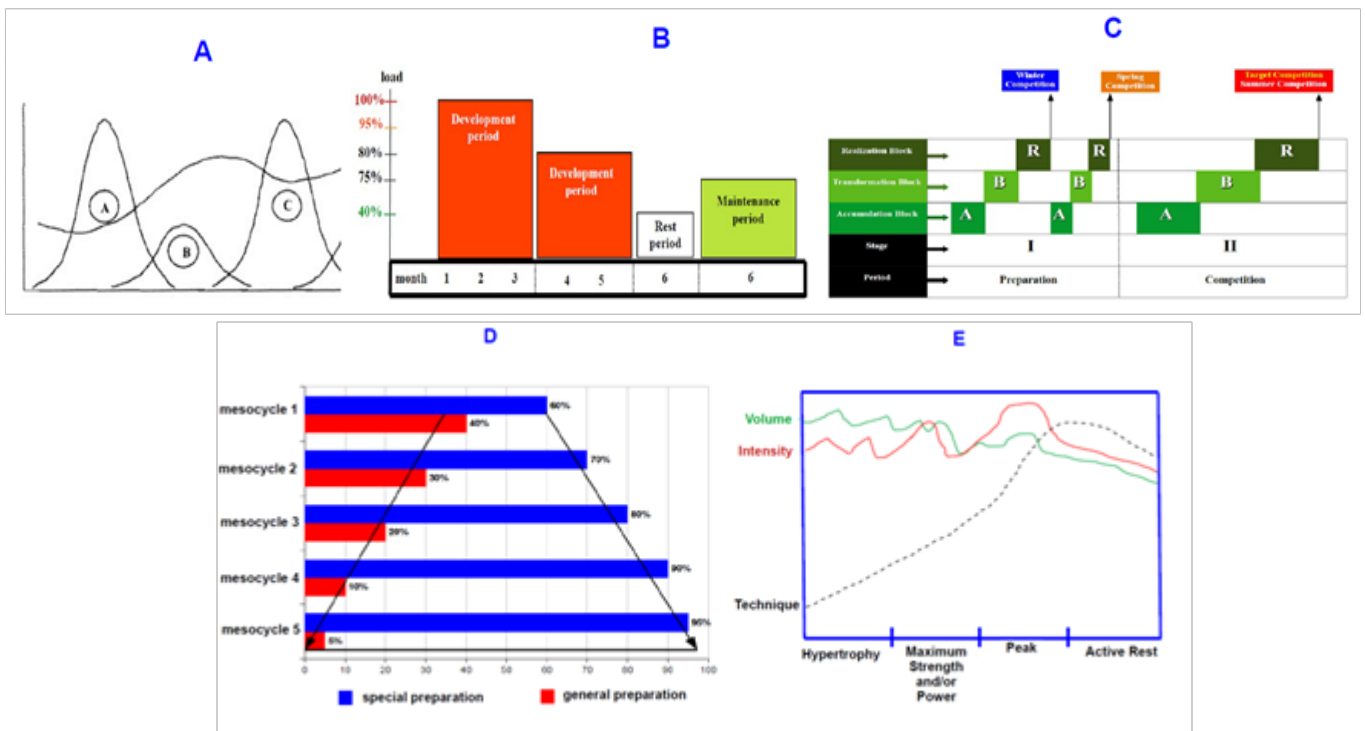 A
A
B
C
B
load
100%
95%
80%
75%
40%
Development
period
Development
period
Rest
period
Maintenance
period
month 1 2 3 4 5 6 6
C
Winter
Competition
Spring
Competition
Target Competition
Summer Competition
Realization Block R R R
Transformation Block B B B
Accumulation Block A A A
Stage I II
Period Preparation Competition
D
mesocycle 1
60%
40%
mesocycle 2
70%
30%
mesocycle 3
80%
20%
mesocycle 4
90%
10%
mesocycle 5
95%
5%
0 10 20 30 40 50 60 70 80 90 100
special preparation general preparation
E
Volume
Intensity
Technique
Hypertrophy
Maximum
Strength
and/or
Power
Peak
Active Rest